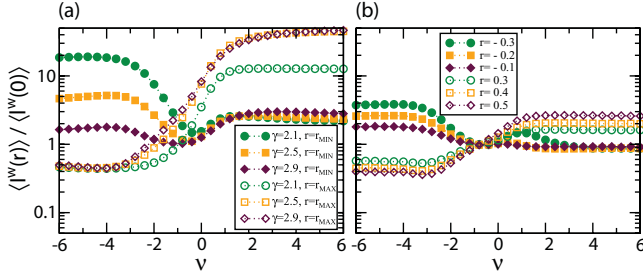 (a)
(b)
⟨l^w(r)⟩ / ⟨l^w(0)⟩
10
1
0.1
γ=2.1, r=r_MIN
γ=2.5, r=r_MIN
γ=2.9, r=r_MIN
γ=2.1, r=r_MAX
γ=2.5, r=r_MAX
γ=2.9, r=r_MAX
r= - 0.3
r= - 0.2
r= - 0.1
r= 0.3
r= 0.4
r= 0.5
-6 -4 -2 0 2 4 6
-6 -4 -2 0 2 4 6
ν
ν